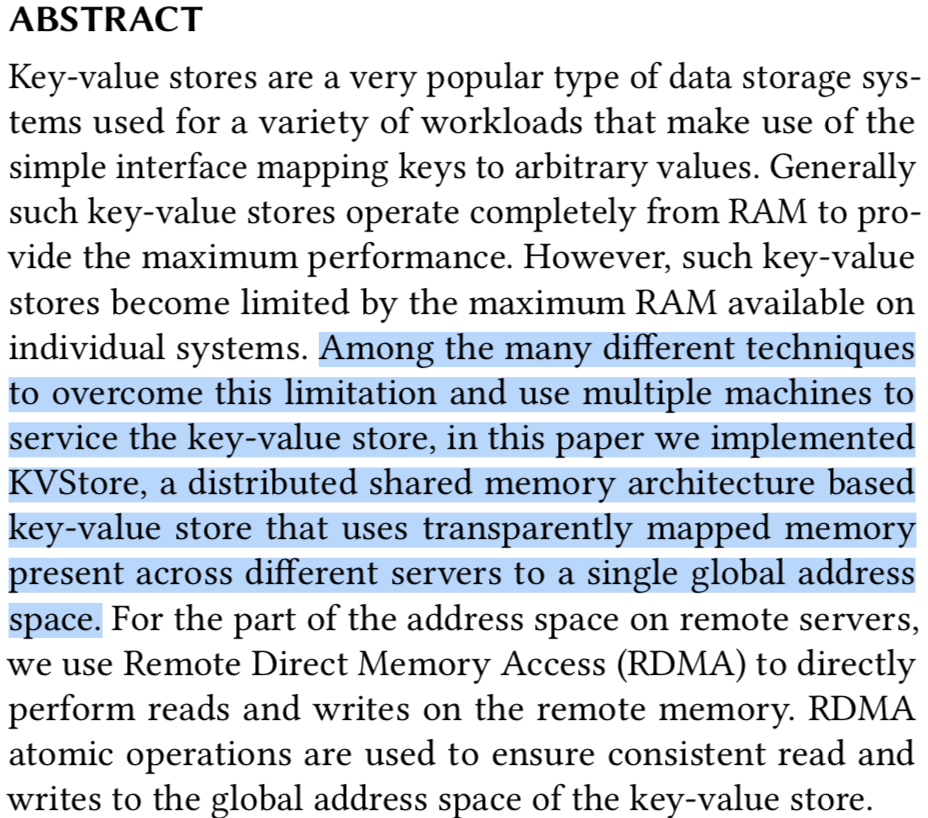 ABSTRACT
Key-value stores are a very popular type of data storage sys-
tems used for a variety of workloads that make use of the
simple interface mapping keys to arbitrary values. Generally
such key-value stores operate completely from RAM to pro-
vide the maximum performance. However, such key-value
stores become limited by the maximum RAM available on
individual systems. Among the many different techniques
to overcome this limitation and use multiple machines to
service the key-value store, in this paper we implemented
KVStore, a distributed shared memory architecture based
key-value store that uses transparently mapped memory
present across different servers to a single global address
space. For the part of the address space on remote servers,
we use Remote Direct Memory Access (RDMA) to directly
perform reads and writes on the remote memory. RDMA
atomic operations are used to ensure consistent read and
writes to the global address space of the key-value store.